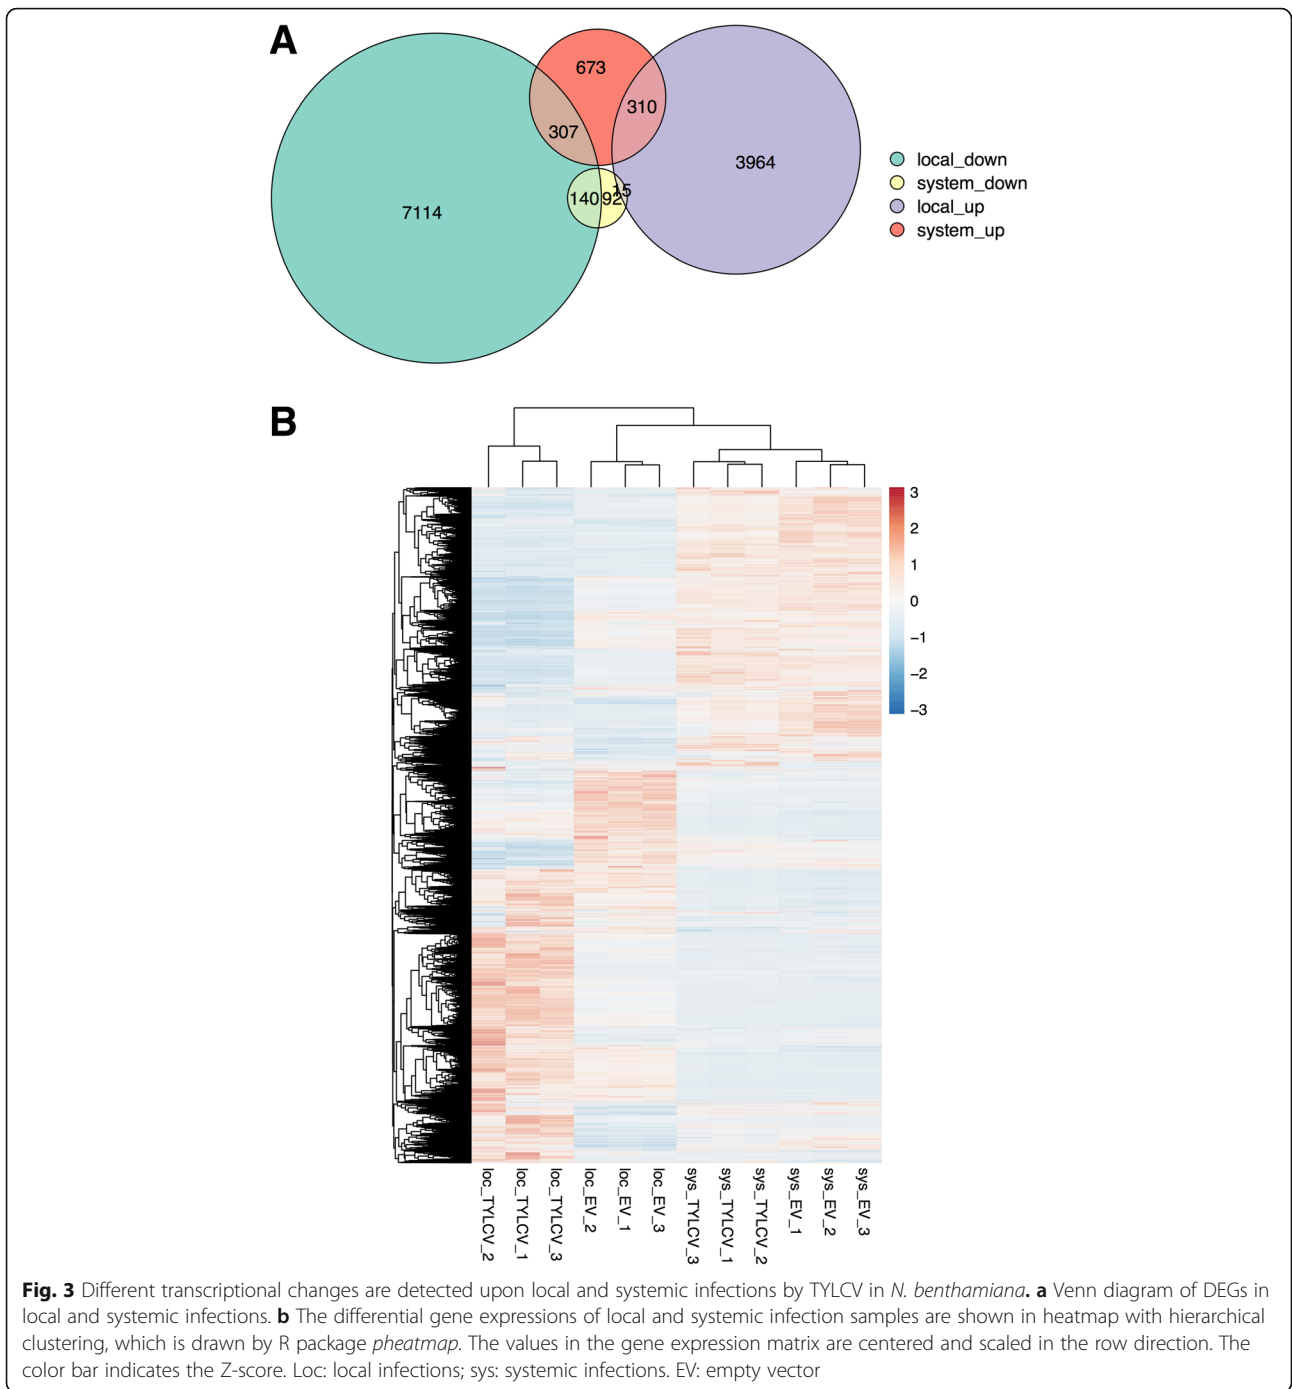 A
673
310
307
3964
15
140 92
7114
local_down
system_down
local_up
system_up
B
3
2
1
0
−1
−2
−3
loc_TYLCV_2
loc_TYLCV_1
loc_TYLCV_3
loc_EV_2
loc_EV_1
loc_EV_3
sys_TYLCV_3
sys_TYLCV_1
sys_TYLCV_2
sys_EV_1
sys_EV_2
sys_EV_3
Fig. 3 Different transcriptional changes are detected upon local and systemic infections by TYLCV in N. benthamiana. a Venn diagram of DEGs in
local and systemic infections. b The differential gene expressions of local and systemic infection samples are shown in heatmap with hierarchical
clustering, which is drawn by R package pheatmap. The values in the gene expression matrix are centered and scaled in the row direction. The
color bar indicates the Z-score. Loc: local infections; sys: systemic infections. EV: empty vector